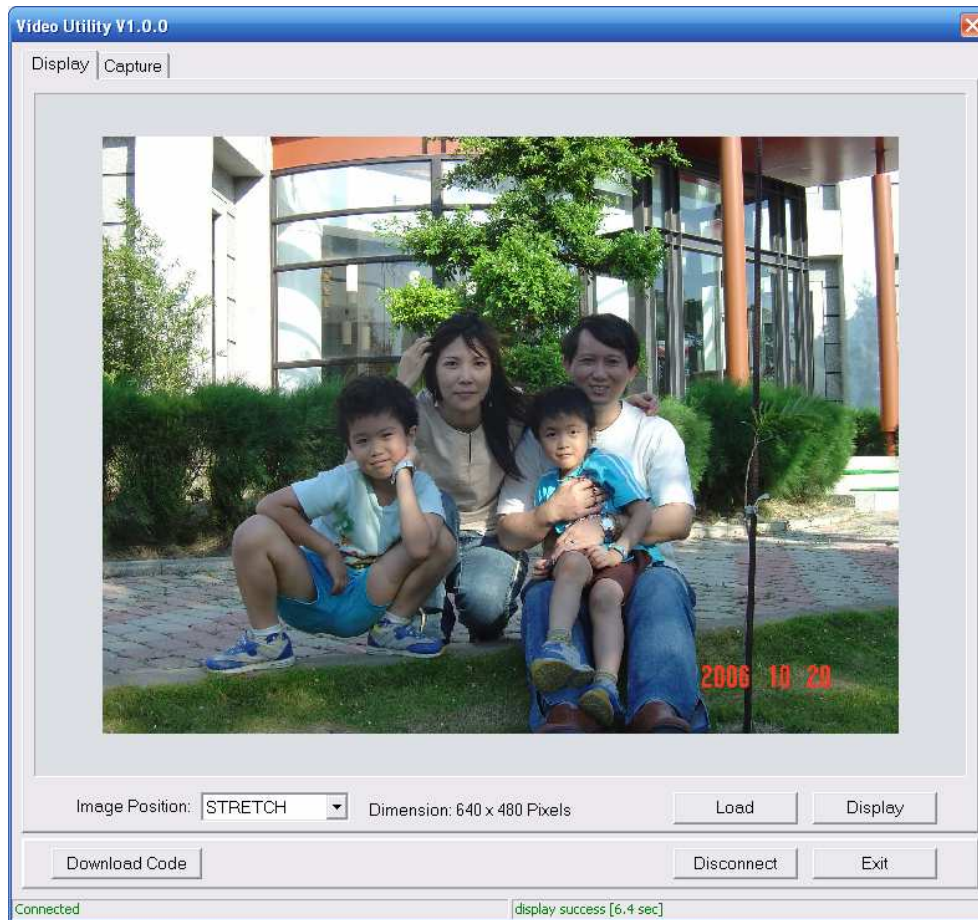 Video Utility V1.0.0
Display Capture
2006 10 20
Image Position: STRETCH Dimension: 640 x 480 Pixels Load Display
Download Code Disconnect Exit
Connected display success [6.4 sec]